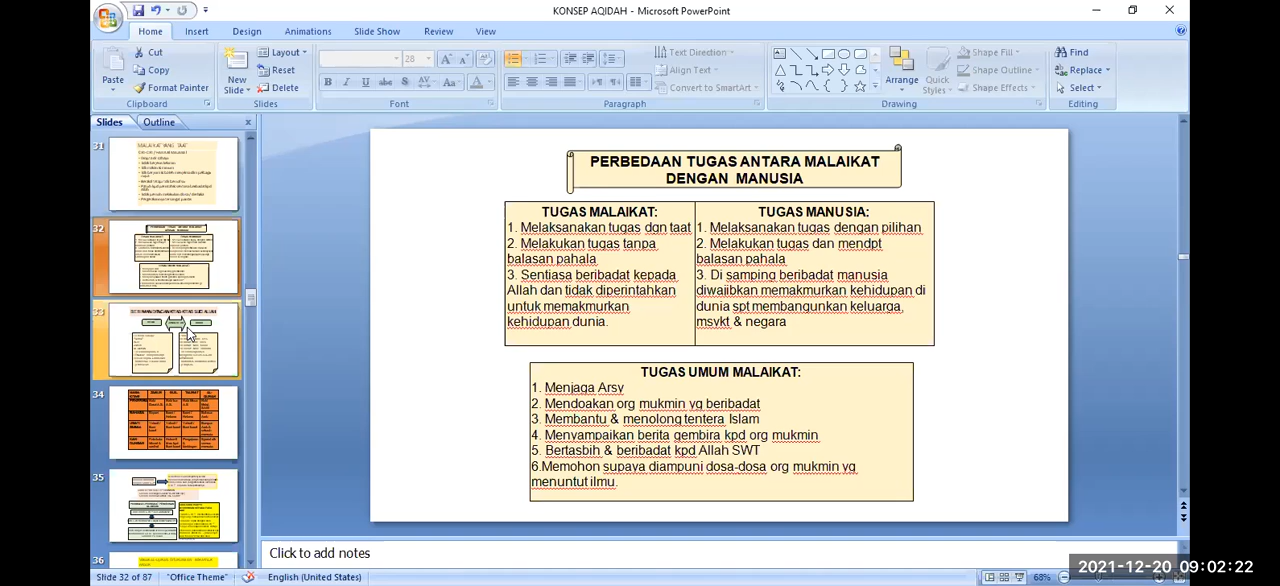 KONSEP AQIDAH - Microsoft PowerPoint
Home Insert Design Animations Slide Show Review View
Cut
Copy
Format Painter
Paste
Clipboard
New Slide
Layout
Reset
Delete
Slides
28
Font
Paragraph
Text Direction
Align Text
Convert to SmartArt
Arrange
Quick Styles
Shape Fill
Shape Outline
Shape Effects
Drawing
Find
Replace
Select
Editing
Slides Outline
31
32
33
34
35
36
PERBEDAAN TUGAS ANTARA MALAIKAT
DENGAN MANUSIA
TUGAS MALAIKAT:
1. Melaksanakan tugas dgn taat
2. Melakukan tugas tanpa
balasan pahala
3. Sentiasa beribadat kepada
Allah dan tidak diperintahkan
untuk memakmurkan
kehidupan dunia.
TUGAS MANUSIA:
1. Melaksanakan tugas dengan pilihan
2. Melakukan tugas dan mendpt
balasan pahala
3. Di samping beribadat manusia
diwajibkan memakmurkan kehidupan di
dunia spt membangunkan keluarga,
msykt & negara
TUGAS UMUM MALAIKAT:
1. Menjaga Arsy
2. Mendoakan org mukmin yg beribadat
3. Membantu & menolong tentera Islam
4. Menyampaikan berita gembira kpd org mukmin
5. Bertasbih & beribadat kpd Allah SWT
6.Memohon supaya diampuni dosa-dosa org mukmin yg
menuntut ilmu.
Click to add notes
2021-12-20 09:02:22
Slide 32 of 87 "Office Theme" English (United States) 68%